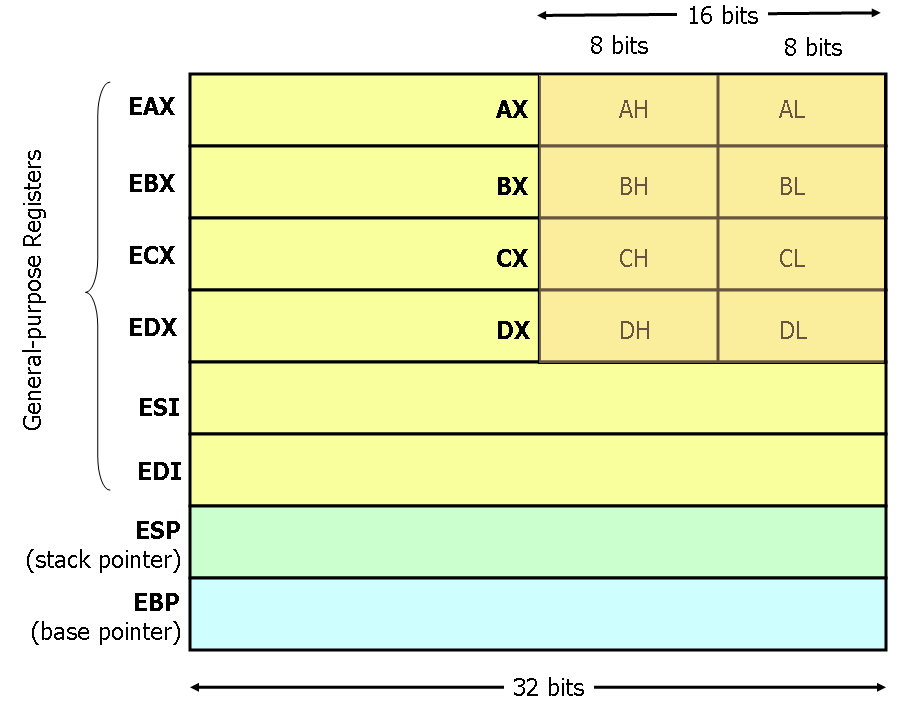 16 bits
8 bits 8 bits
EAX AX AH AL
EBX BX BH BL
ECX CX CH CL
EDX DX DH DL
ESI
EDI
General-purpose Registers
ESP
(stack pointer)
EBP
(base pointer)
32 bits